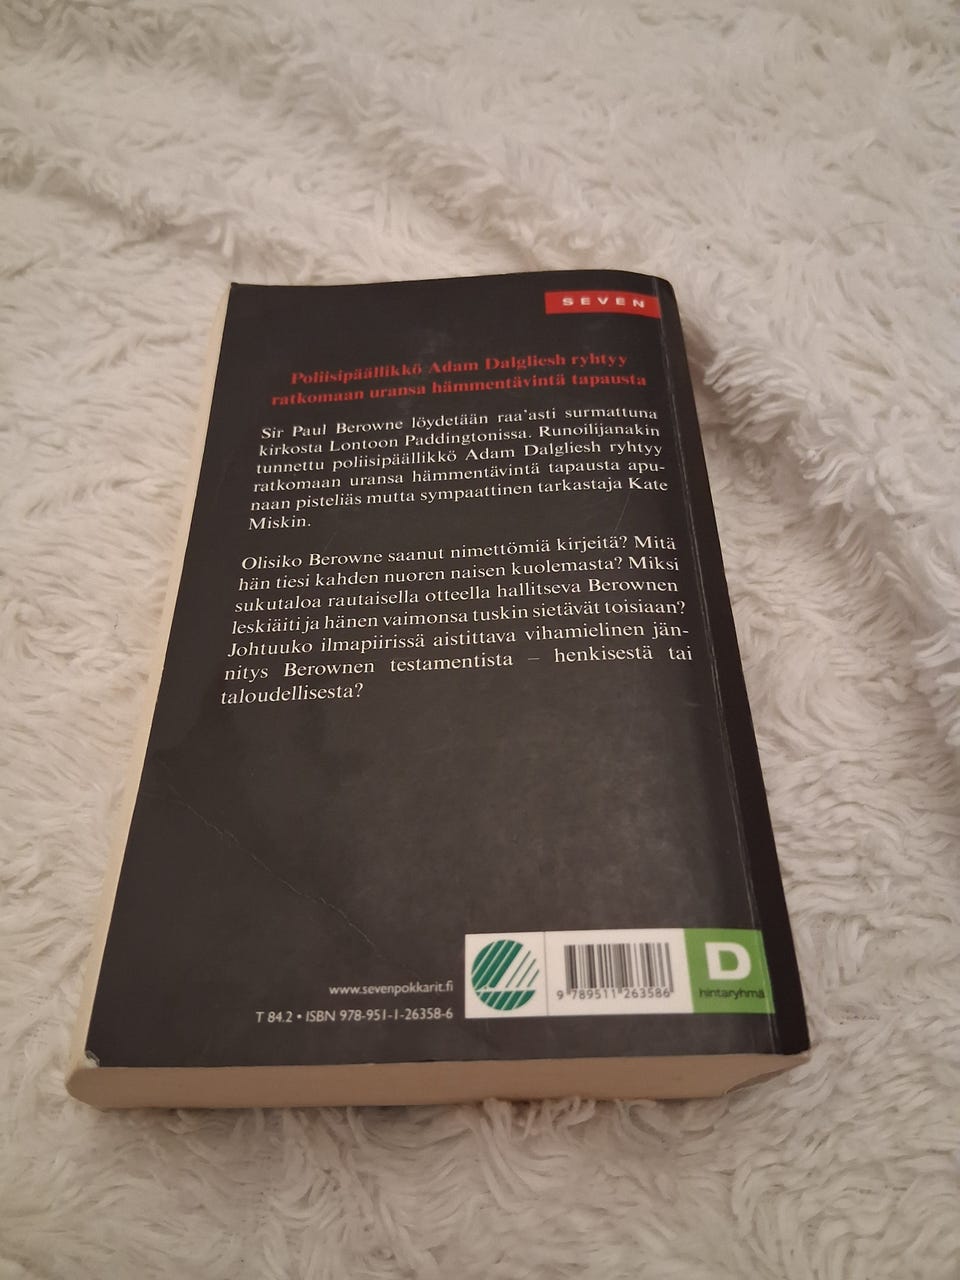 SEVEN
Poliisipäällikkö Adam Dalgliesh ryhtyy
ratkomaan uransa hämmentävintä tapausta
Sir Paul Berowne löydetään raa'asti surmattuna
kirkosta Lontoon Paddingtonissa. Runoilijanakin
tunnettu poliisipäällikkö Adam Dalgliesh ryhtyy
ratkomaan uransa hämmentävintä tapausta apu-
naan pisteliäs mutta sympaattinen tarkastaja Kate
Miskin.
Olisiko Berowne saanut nimettömiä kirjeitä? Mitä
hän tiesi kahden nuoren naisen kuolemasta? Miksi
sukutaloa rautaisella otteella hallitseva Berownen
leskiäiti ja hänen vaimonsa tuskin sietävät toisiaan?
Johtuuko ilmapiirissä aistittava vihamielinen jän-
nitys Berownen testamentista – henkisestä tai
taloudellisesta?
www.sevenpokkarit.fi
T 84.2 • ISBN 978-951-1-26358-6
9 789511 263586
D
hintaryhmä